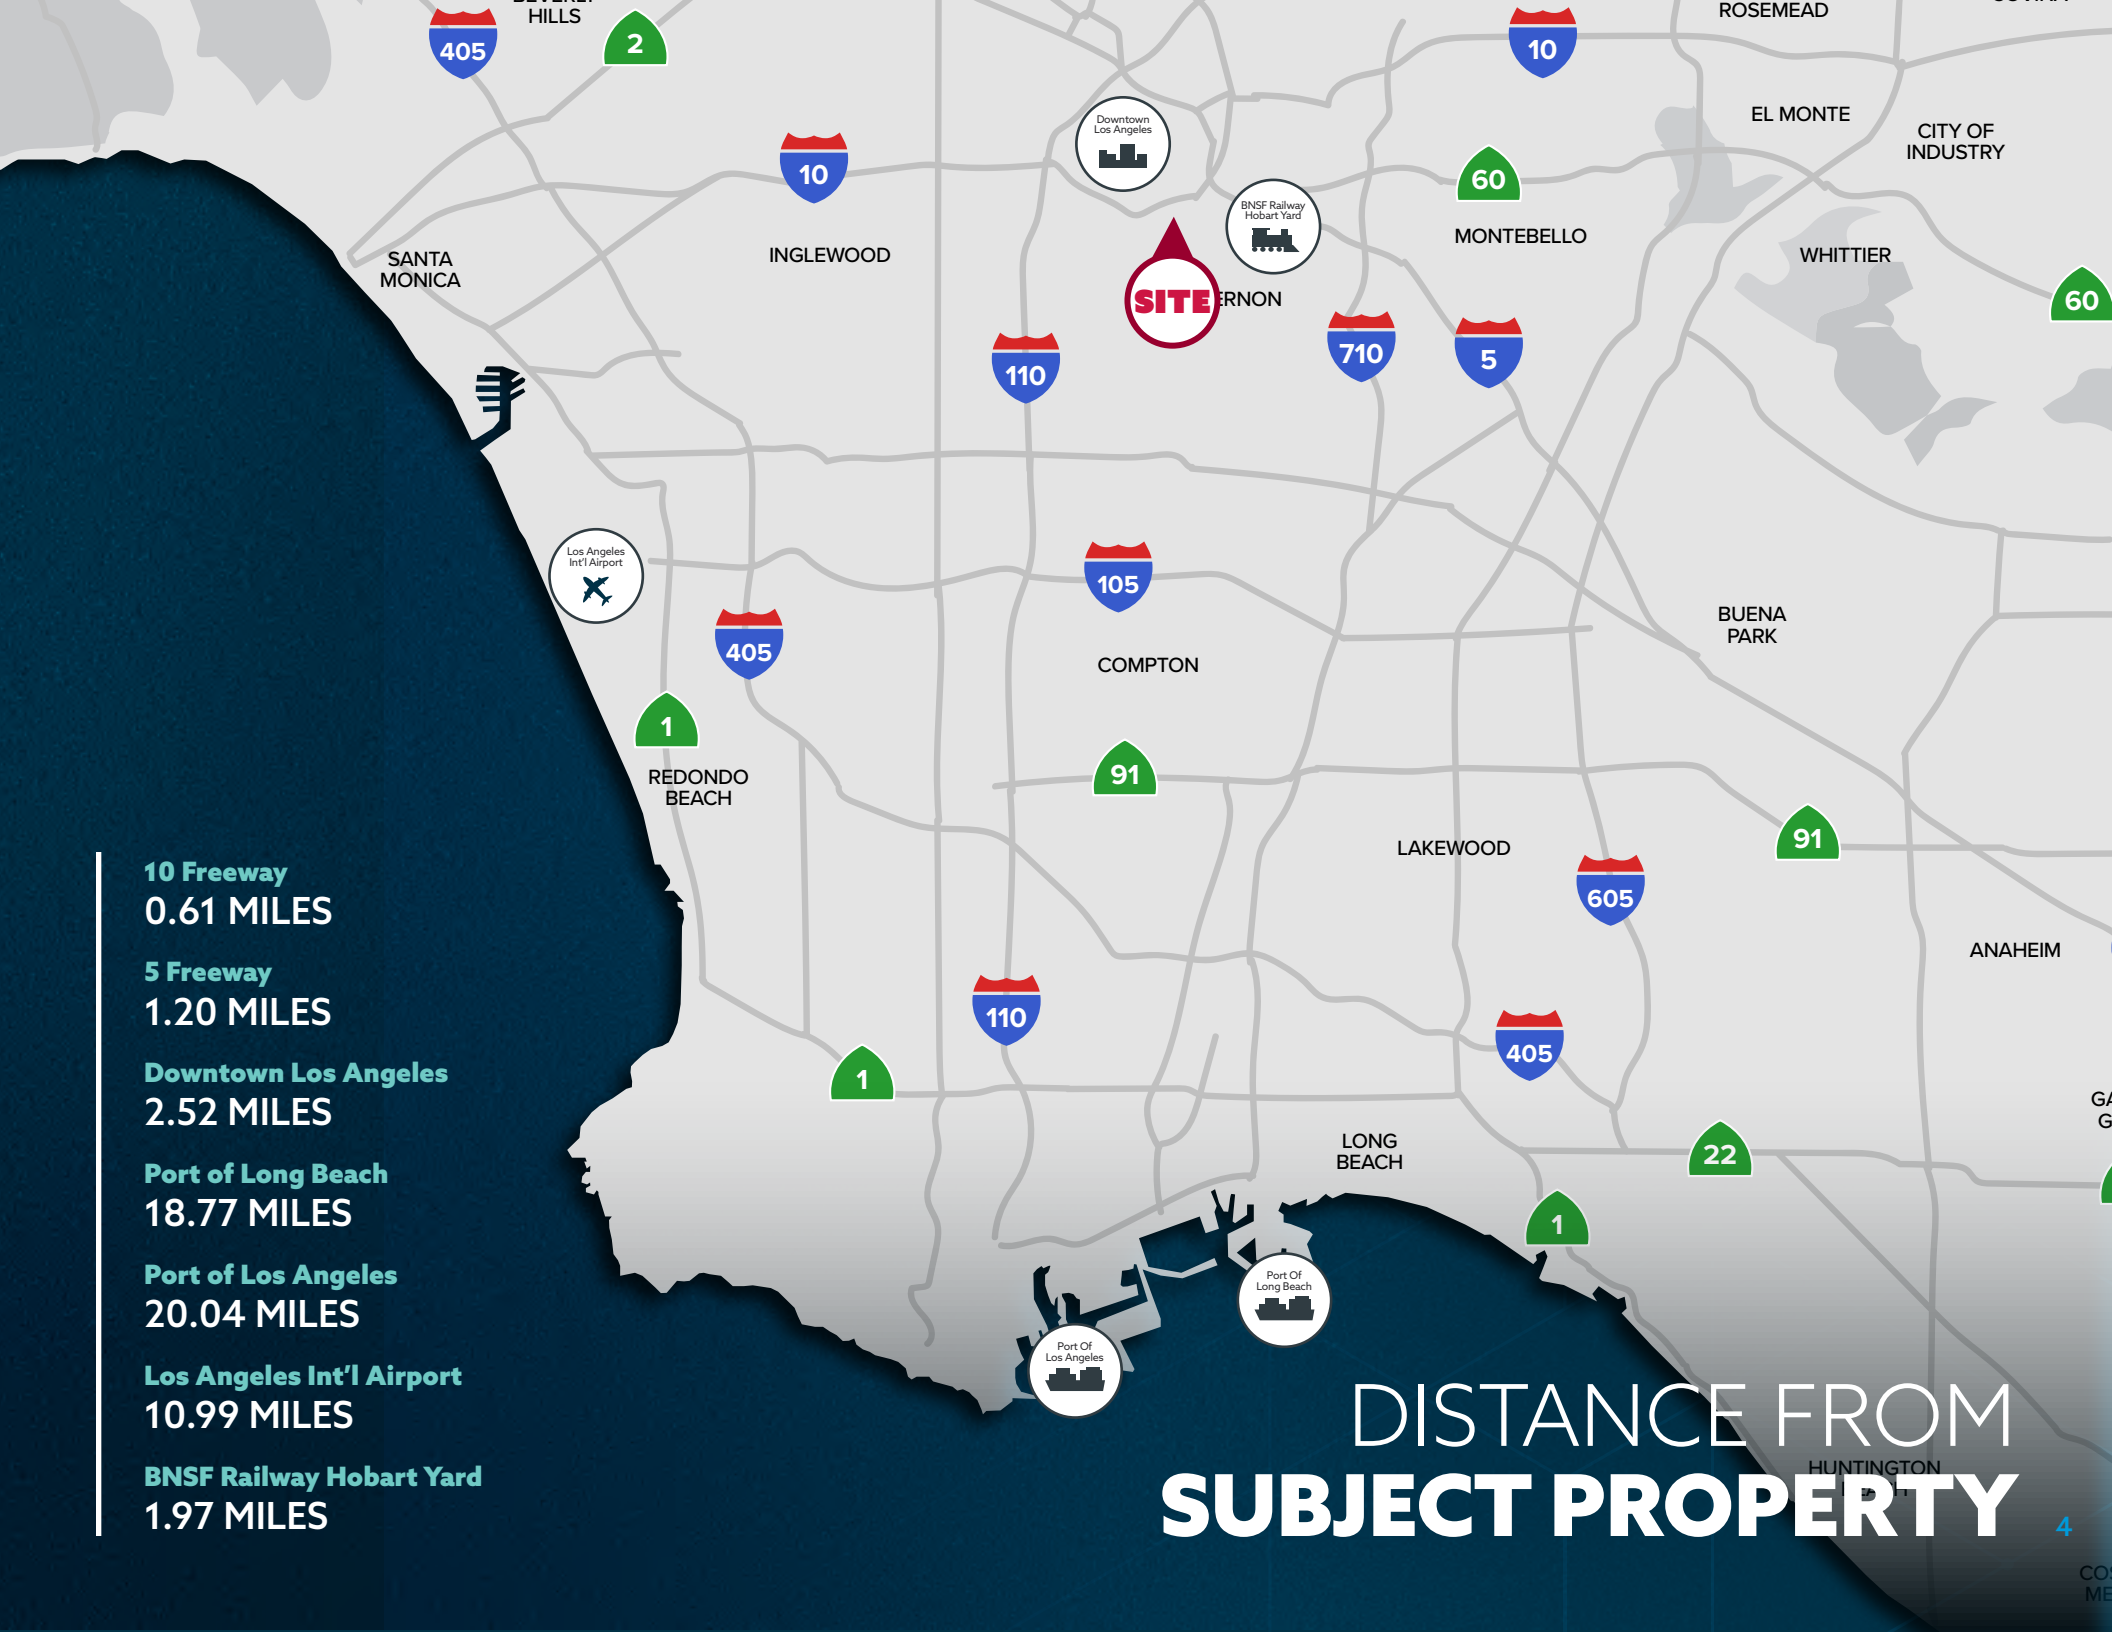 HILLS
405
2
10
ROSEMEAD
EL MONTE
CITY OF
INDUSTRY
Downtown
Los Angeles
10
60
BNSF Railway
Hobart Yard
MONTEBELLO
WHITTIER
SANTA
MONICA
INGLEWOOD
SITE
ERNON
60
110
710
5
Los Angeles
Int'l Airport
105
405
BUENA
PARK
COMPTON
1
REDONDO
BEACH
91
91
LAKEWOOD
605
ANAHEIM
110
405
1
LONG
BEACH
22
1
GA
G
Port Of
Long Beach
Port Of
Los Angeles
10 Freeway
0.61 MILES
5 Freeway
1.20 MILES
Downtown Los Angeles
2.52 MILES
Port of Long Beach
18.77 MILES
Port of Los Angeles
20.04 MILES
Los Angeles Int'l Airport
10.99 MILES
BNSF Railway Hobart Yard
1.97 MILES
DISTANCE FROM
HUNTINGTON
SUBJECT PROPERTY
4
COS
ME